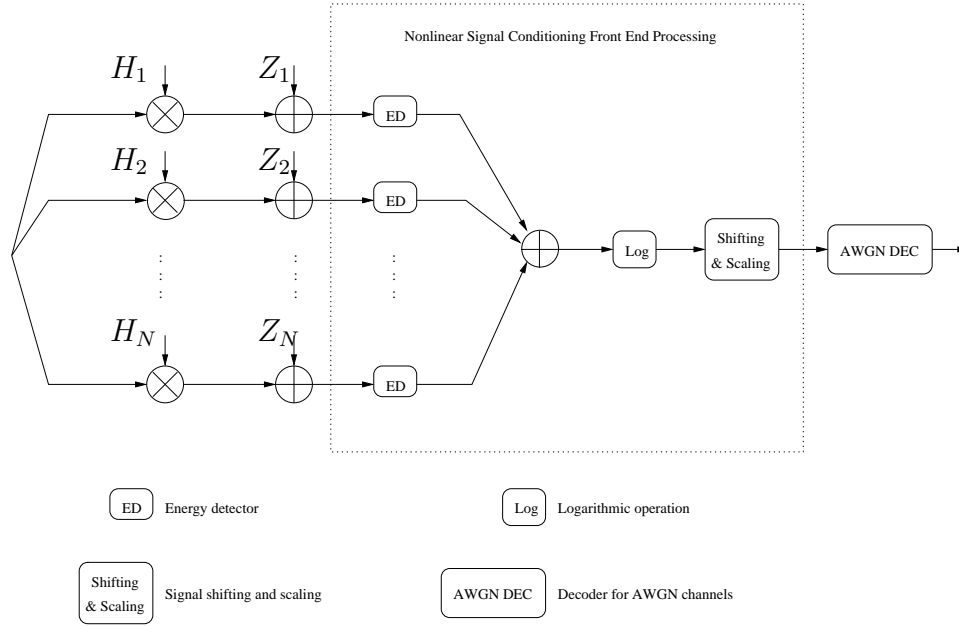 Nonlinear Signal Conditioning Front End Processing
H1
Z1
ED
H2
Z2
ED
Log
Shifting
& Scaling
AWGN DEC
HN
ZN
ED
ED
Energy detector
Log
Logarithmic operation
Shifting
& Scaling
Signal shifting and scaling
AWGN DEC
Decoder for AWGN channels